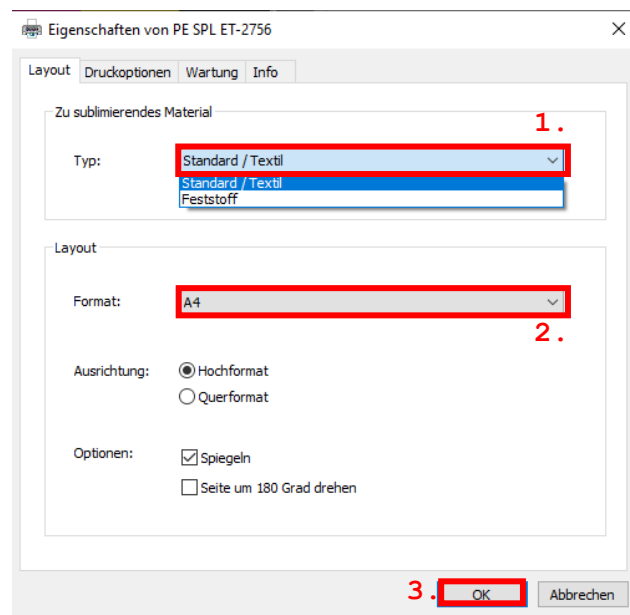 Eigenschaften von PE SPL ET-2756
Layout Druckoptionen Wartung Info
Zu sublimierendes Material
1.
Typ: Standard / Textil
Standard / Textil
Feststoff
Layout
Format: A4
2.
Ausrichtung: Hochformat
Querformat
Optionen: Spiegeln
Seite um 180 Grad drehen
3. OK Abbrechen